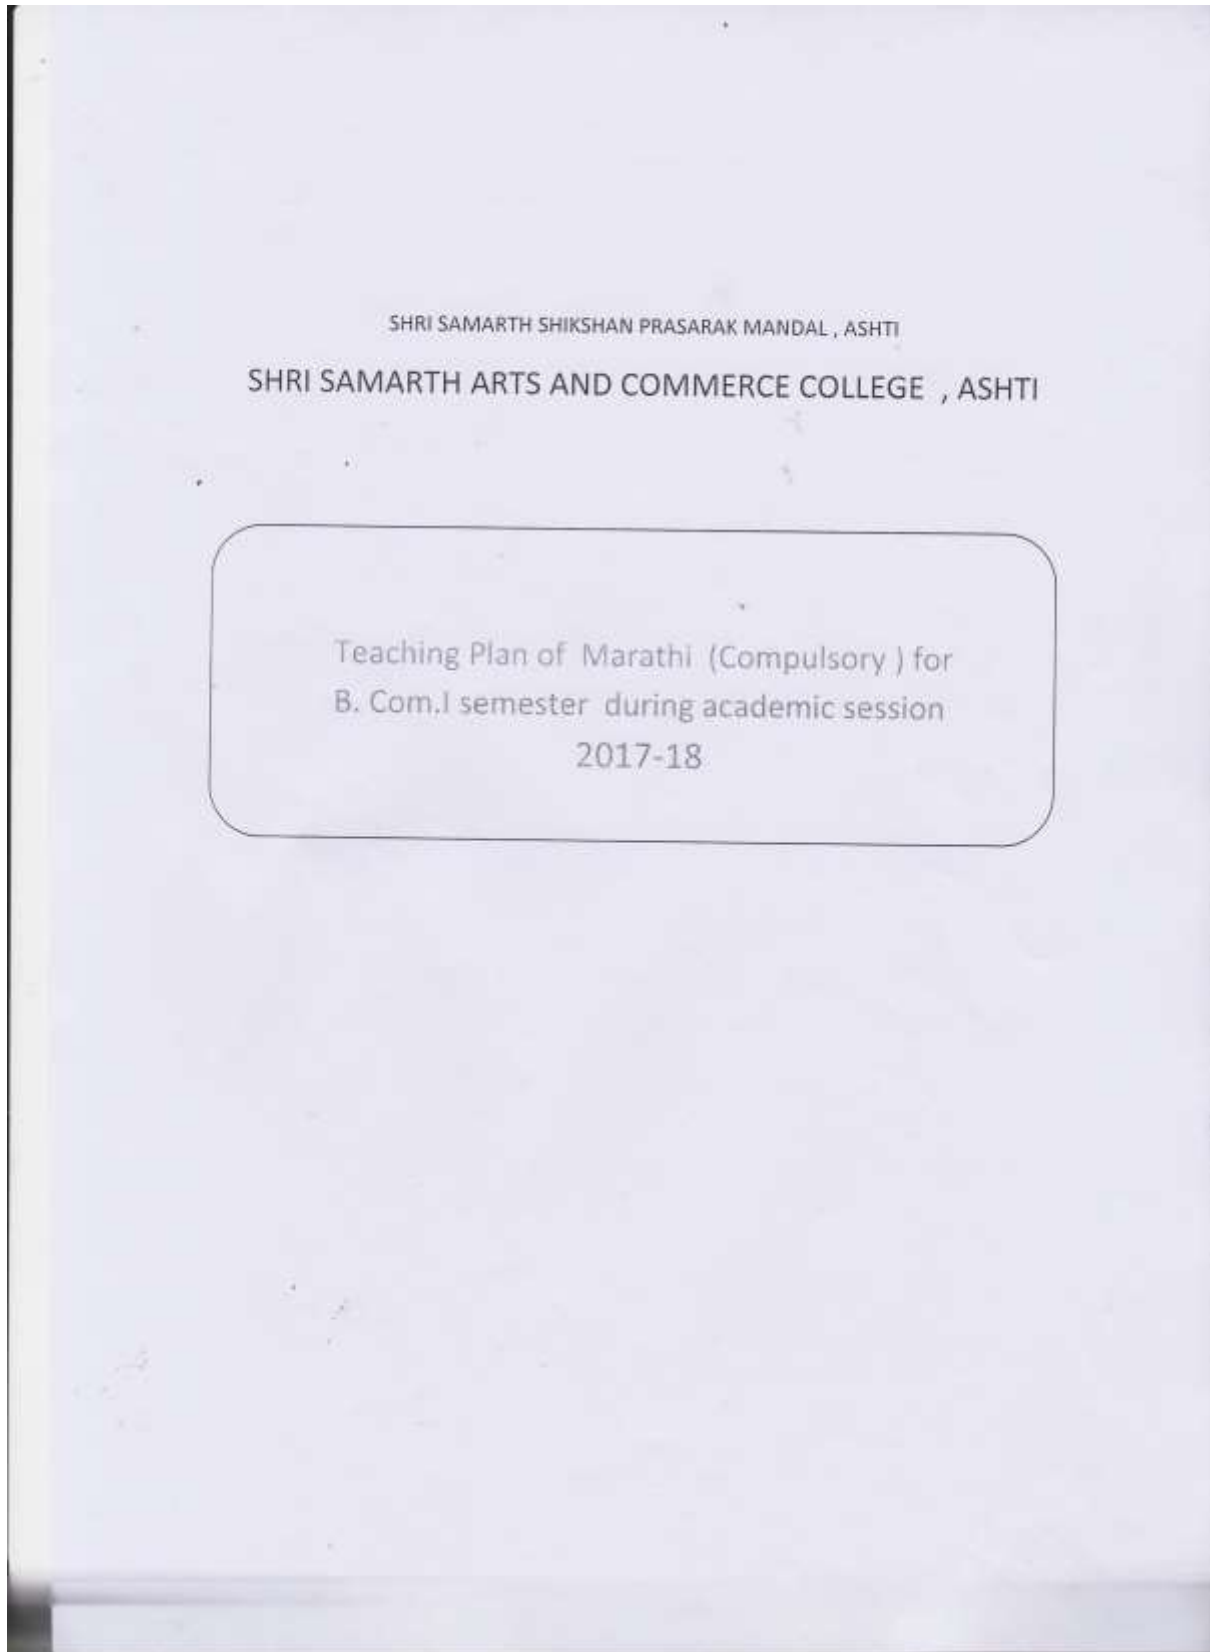 SHRI SAMARTH SHIKSHAN PRASARAK MANDAL , ASHTI
SHRI SAMARTH ARTS AND COMMERCE COLLEGE , ASHTI
Teaching Plan of Marathi (Compulsory ) for
B. Com.I semester during academic session
2017-18